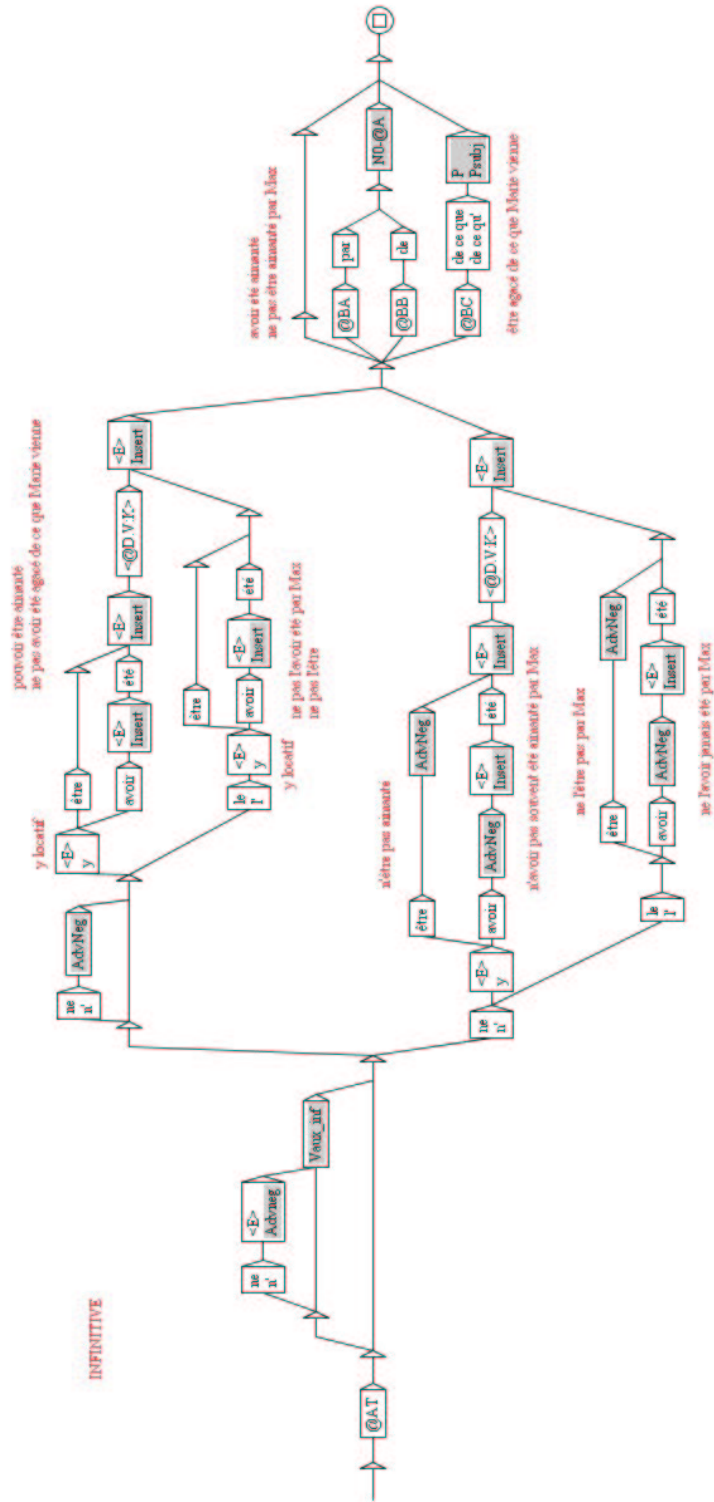 INFINITIVE
@AT
ne
n'
<E>
Advneg
Vaux_inf
ne
n'
AdvNeg
y locatif
<E>
y
être
avoir
<E>
Insert
été
<E>
Insert
<@D.V:K>
<E>
Insert
pouvoir être aimante
ne pas avoir été agacé de ce que Marie vienne
le
l'
<E>
y
être
avoir
<E>
Insert
été
y locatif
ne pas l'avoir été par Max
ne pas l'être
ne
n'
<E>
y
être
AdvNeg
n'être pas aimante
avoir
AdvNeg
<E>
Insert
été
<E>
Insert
<@D.V:K>
<E>
Insert
n'avoir pas souvent été aimanté par Max
le
l'
être
AdvNeg
ne l'être pas par Max
avoir
AdvNeg
<E>
Insert
été
ne l'avoir jamais été par Max
avoir été aimante
ne pas être aimanté par Max
@BA
par
@BB
de
N0-@A
@BC
de ce que
de ce qu'
P
Psubj
être agacé de ce que Marie vienne